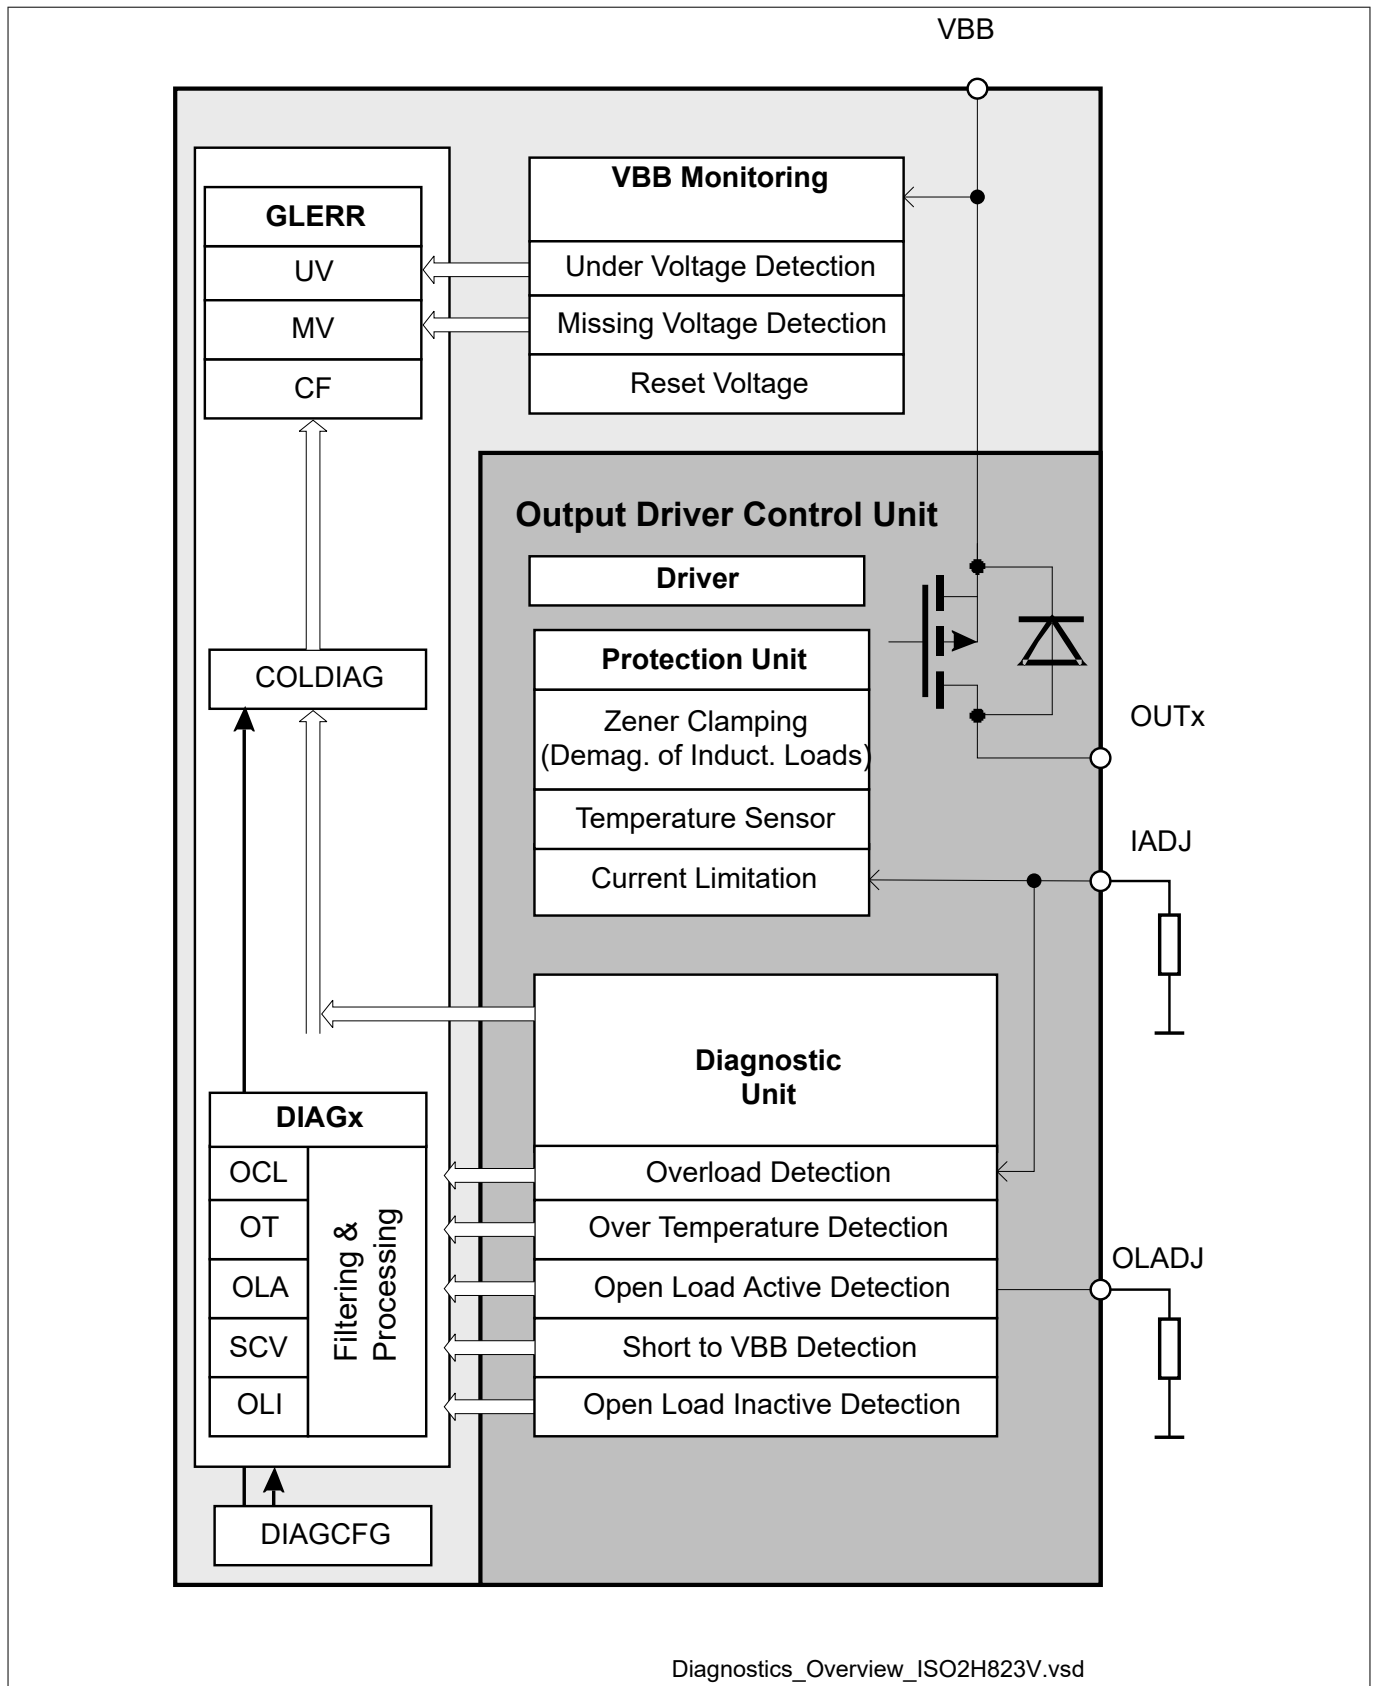 VBB
VBB Monitoring
GLERR
UV
Under Voltage Detection
MV
Missing Voltage Detection
CF
Reset Voltage
Output Driver Control Unit
Driver
Protection Unit
COLDIAG
Zener Clamping
(Demag. of Induct. Loads)
OUTx
Temperature Sensor
IADJ
Current Limitation
Diagnostic
Unit
DIAGx
OCL
Overload Detection
OT
Over Temperature Detection
Filtering &
Processing
OLADJ
OLA
Open Load Active Detection
SCV
Short to VBB Detection
OLI
Open Load Inactive Detection
DIAGCFG
Diagnostics_Overview_ISO2H823V.vsd